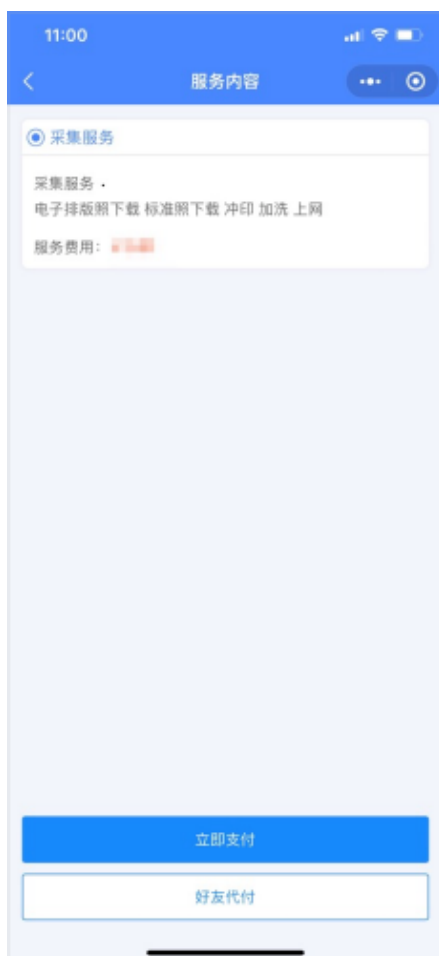 11:00
服务内容
采集服务
采集服务 •
电子排版照下载 标准照下载 冲印 加洗 上网
服务费用：
立即支付
好友代付